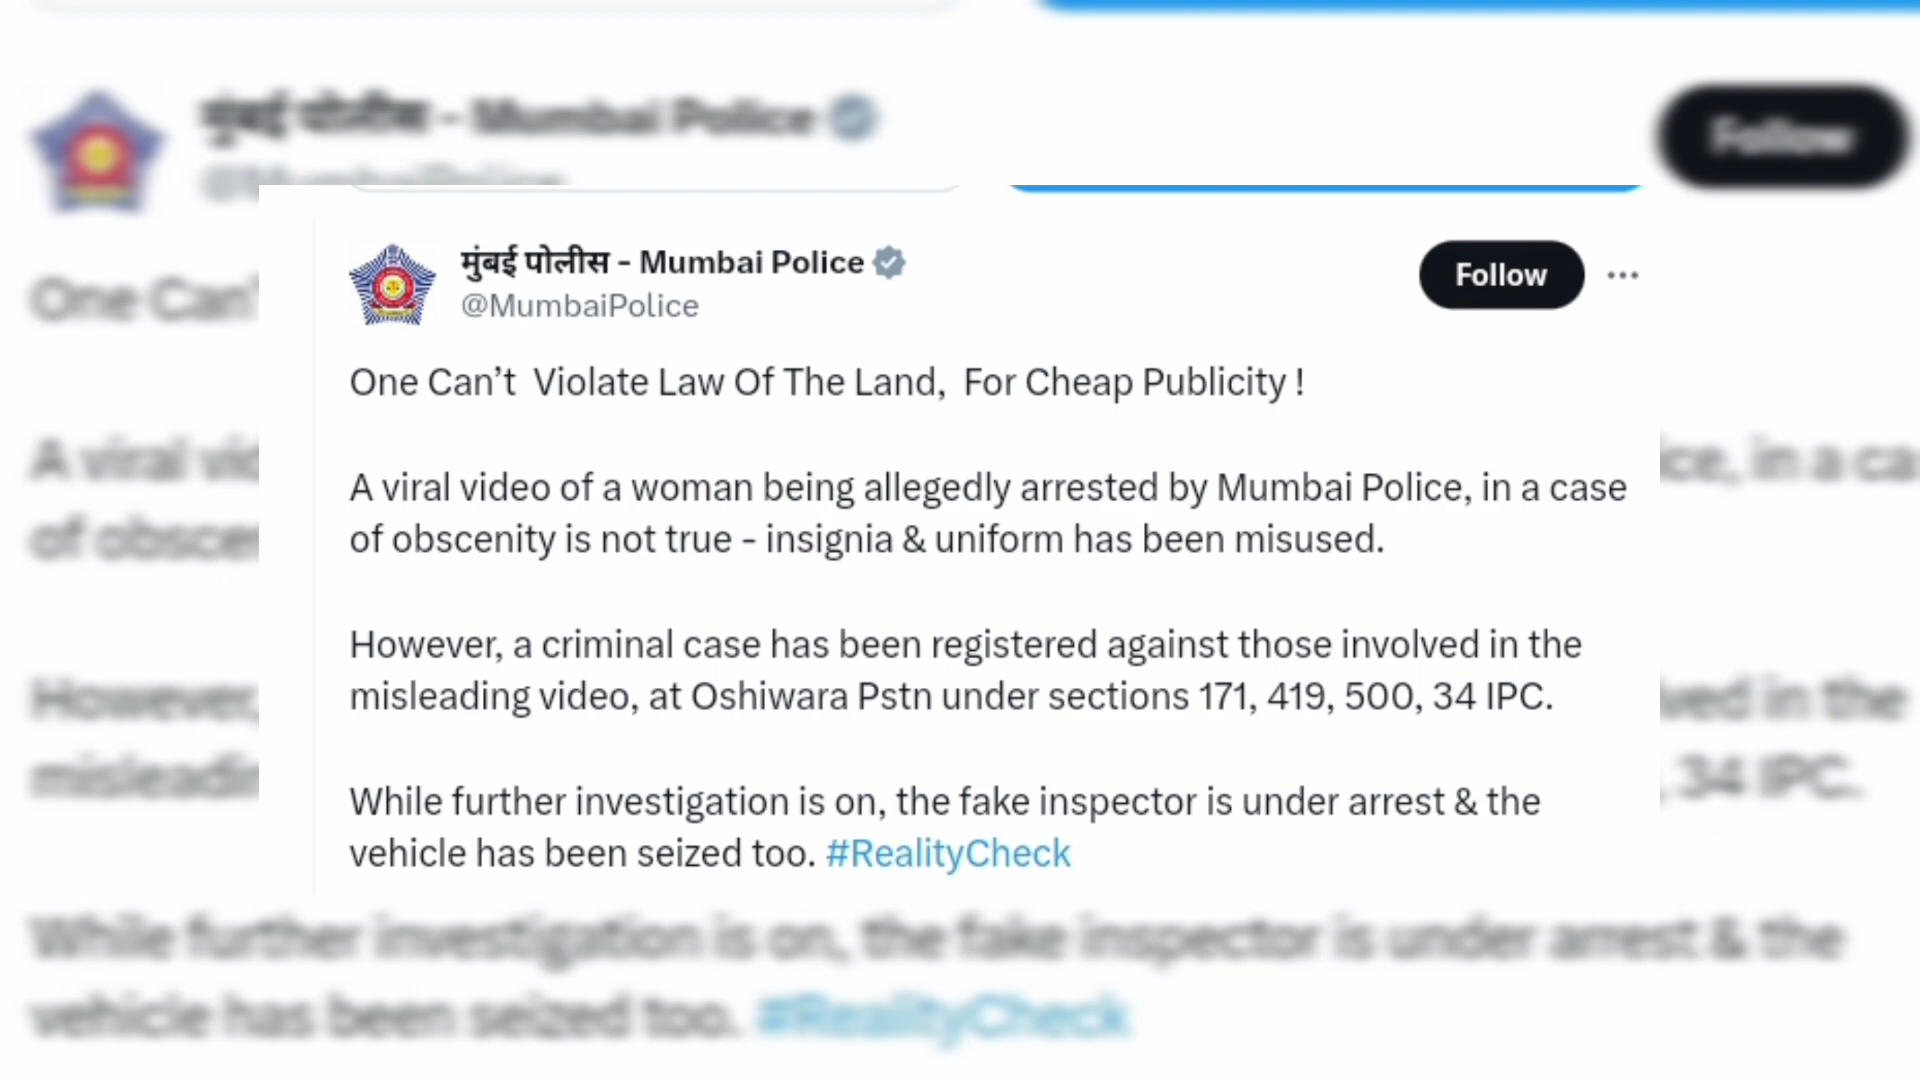 मुंबई पोलीस - Mumbai Police
@MumbaiPolice
Follow
One Can’t  Violate Law Of The Land,  For Cheap Publicity !
A viral video of a woman being allegedly arrested by Mumbai Police, in a case
of obscenity is not true - insignia & uniform has been misused.
However, a criminal case has been registered against those involved in the
misleading video, at Oshiwara Pstn under sections 171, 419, 500, 34 IPC.
While further investigation is on, the fake inspector is under arrest & the
vehicle has been seized too. #RealityCheck